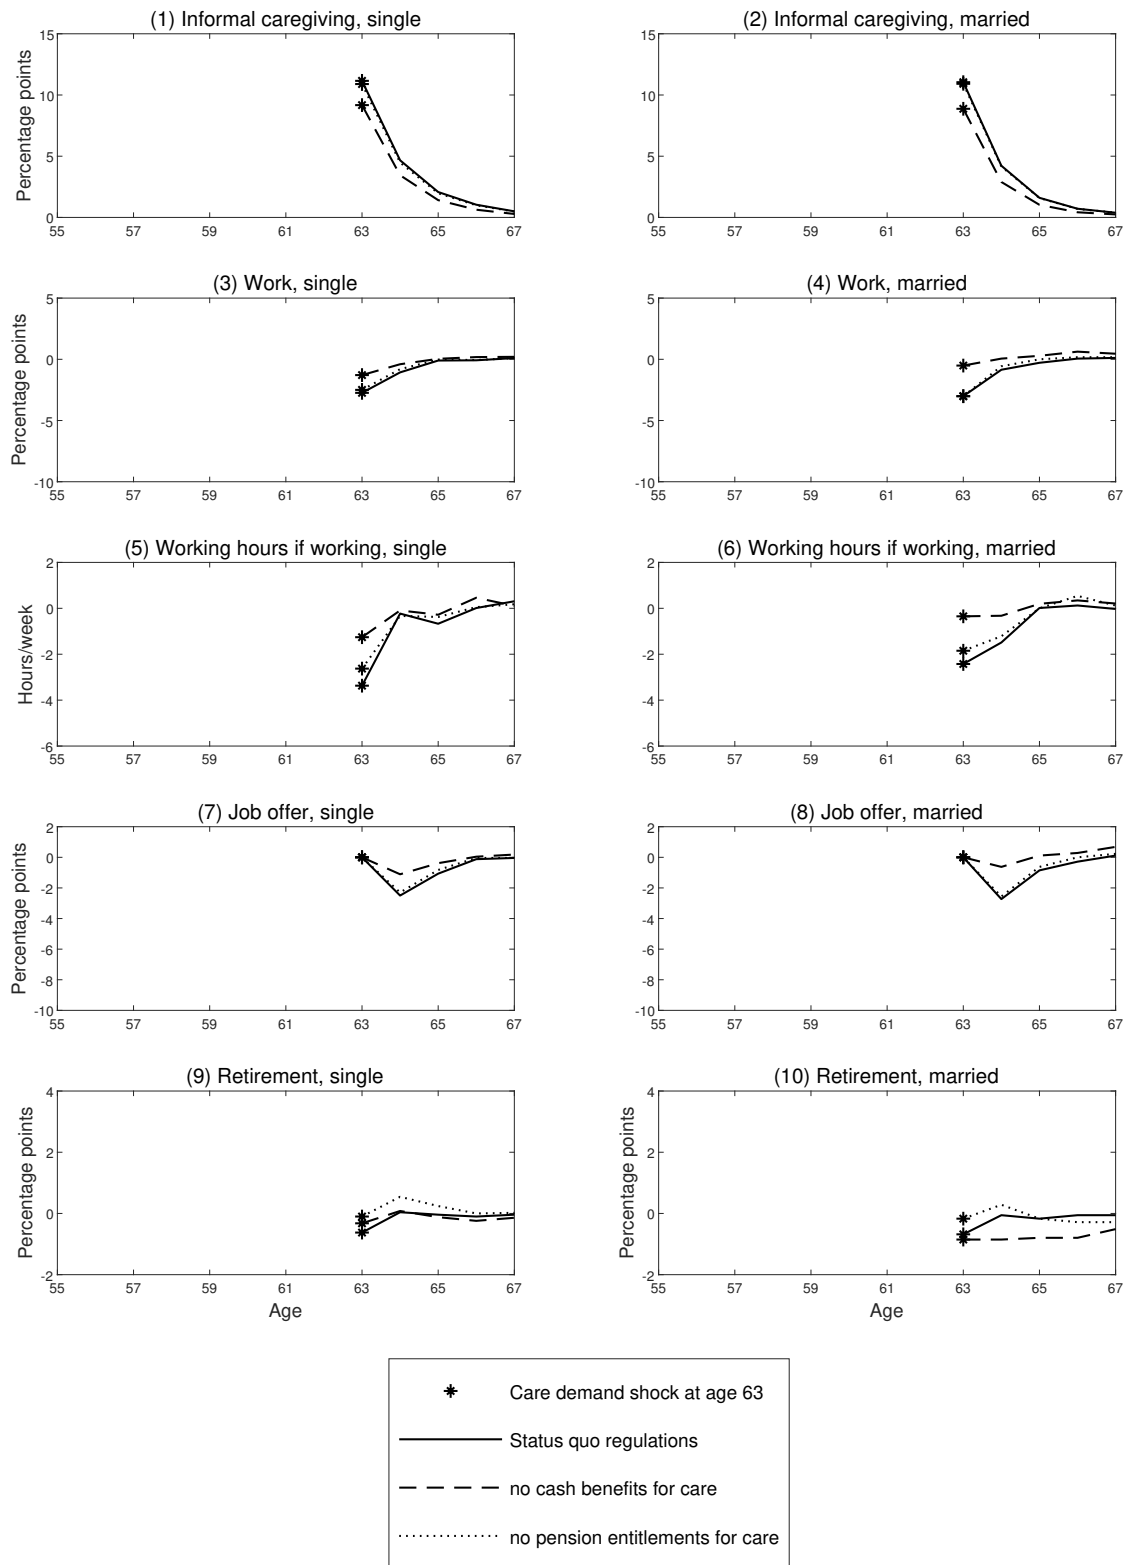 (1) Informal caregiving, single
(2) Informal caregiving, married
Percentage points
15
10
5
0
55 57 59 61 63 65 67
15
10
5
0
55 57 59 61 63 65 67
(3) Work, single
(4) Work, married
Percentage points
5
0
-5
-10
55 57 59 61 63 65 67
5
0
-5
-10
55 57 59 61 63 65 67
(5) Working hours if working, single
(6) Working hours if working, married
Hours/week
2
0
-2
-4
-6
55 57 59 61 63 65 67
2
0
-2
-4
-6
55 57 59 61 63 65 67
(7) Job offer, single
(8) Job offer, married
Percentage points
2
0
-2
-4
-6
-8
-10
55 57 59 61 63 65 67
2
0
-2
-4
-6
-8
-10
55 57 59 61 63 65 67
(9) Retirement, single
(10) Retirement, married
Percentage points
4
2
0
-2
55 57 59 61 63 65 67
Age
Percentage points
4
2
0
-2
55 57 59 61 63 65 67
Age
Care demand shock at age 63
Status quo regulations
no cash benefits for care
no pension entitlements for care